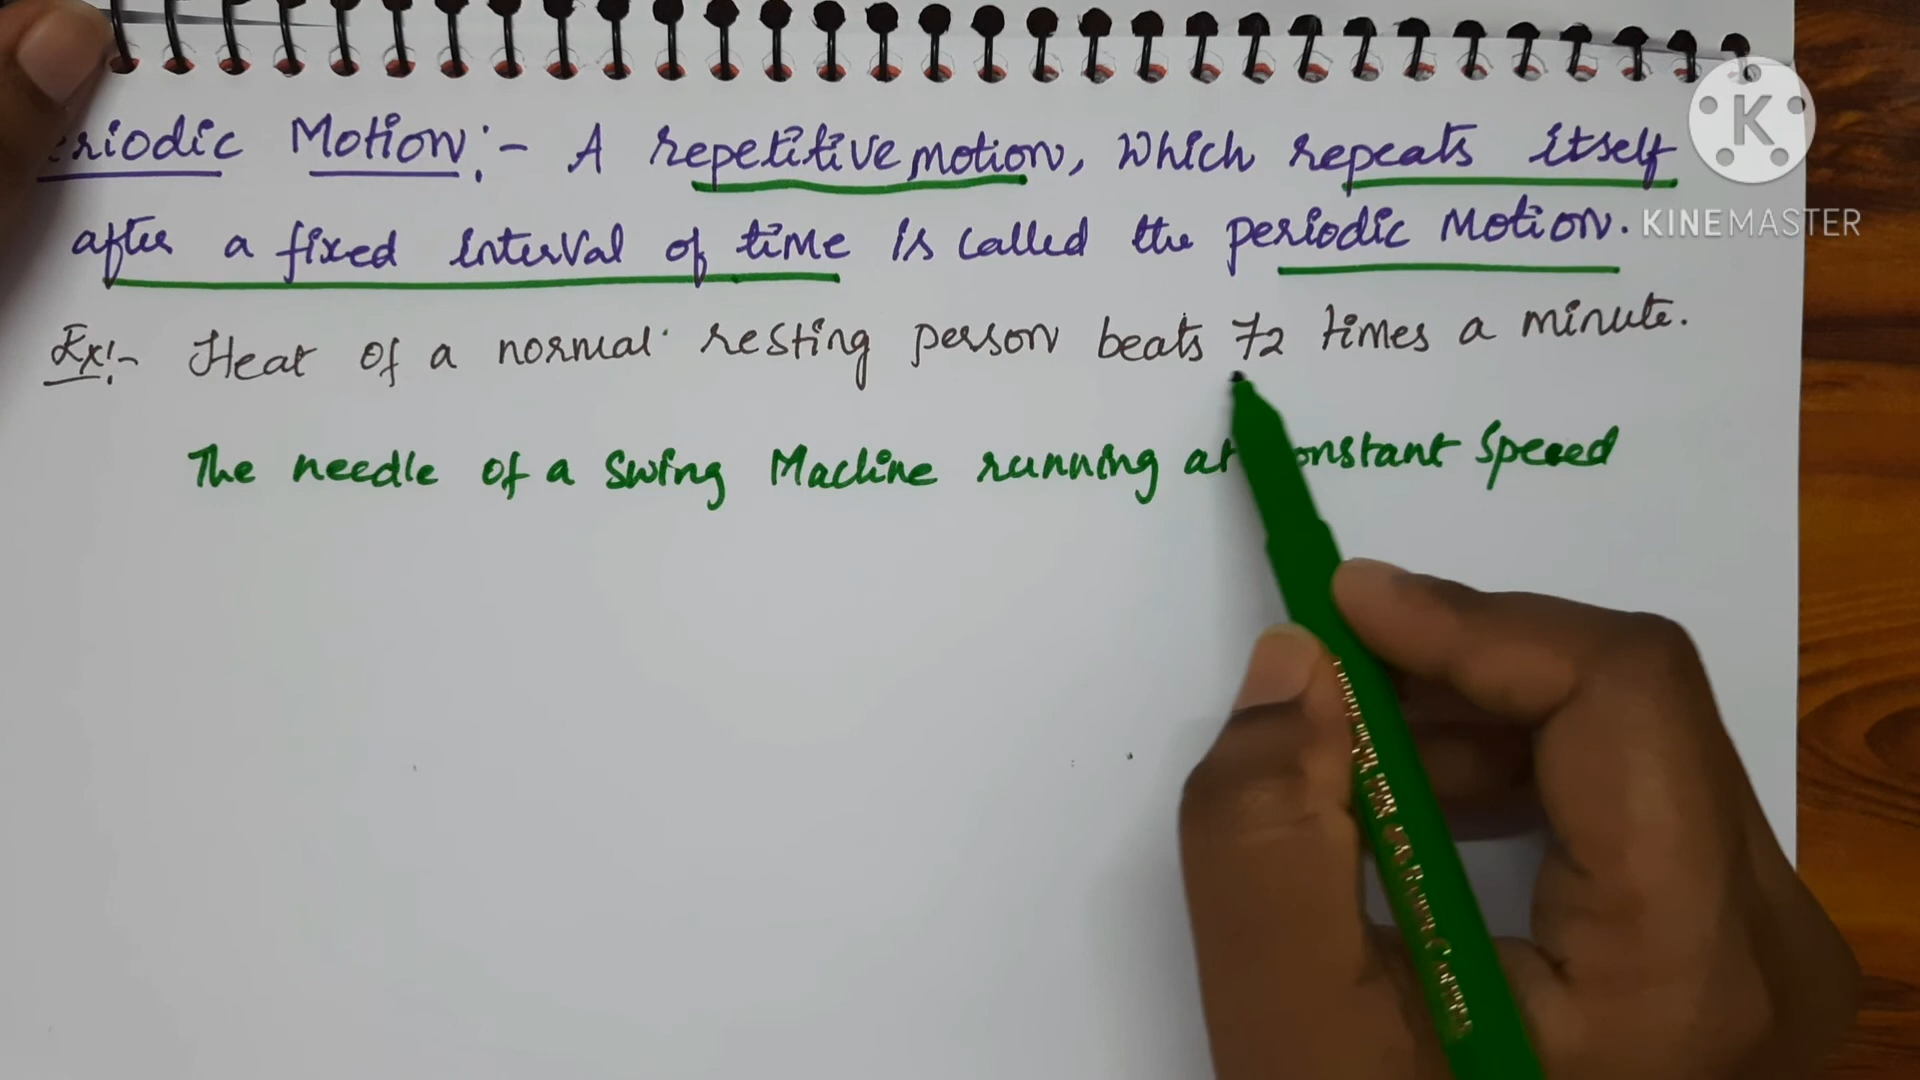 eriodic Motion:- A repetitive motion, which repeats itself
after a fixed interval of time is called the periodic Motion.
Ex:- Heat of a normal resting person beats 72 times a minute.
The needle of a swing Machine running at onstant Speed
K
KINEMASTER